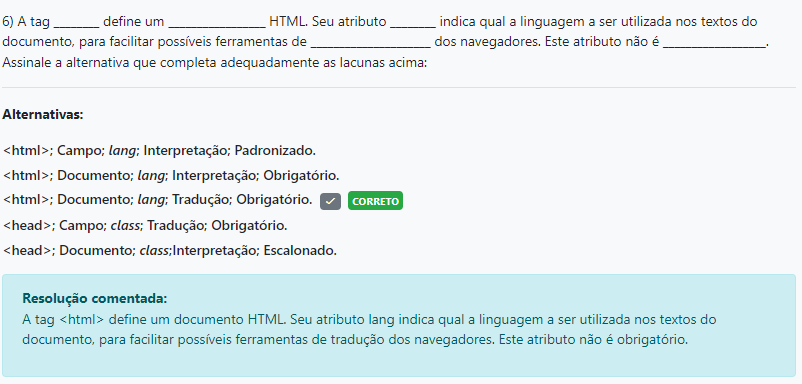 6) A tag ________ define um _________________ HTML. Seu atributo ________ indica qual a linguagem a ser utilizada nos textos do
documento, para facilitar possíveis ferramentas de _____________________ dos navegadores. Este atributo não é __________________.
Assinale a alternativa que completa adequadamente as lacunas acima:
Alternativas:
<html>; Campo; lang; Interpretação; Padronizado.
<html>; Documento; lang; Interpretação; Obrigatório.
<html>; Documento; lang; Tradução; Obrigatório. ✓ CORRETO
<head>; Campo; class; Tradução; Obrigatório.
<head>; Documento; class;Interpretação; Escalonado.
Resolução comentada:
A tag <html> define um documento HTML. Seu atributo lang indica qual a linguagem a ser utilizada nos textos do
documento, para facilitar possíveis ferramentas de tradução dos navegadores. Este atributo não é obrigatório.